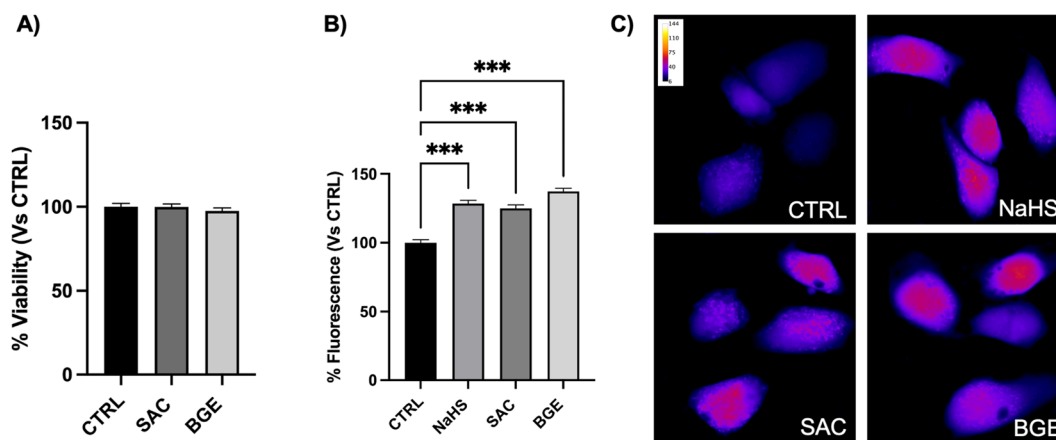 A)
% Viability (Vs CTRL)
150
100
50
0
CTRL
SAC
BGE
B)
% Fluorescence (Vs CTRL)
***
***
***
150
100
50
0
CTRL
NaHS
SAC
BGE
C)
144
110
75
40
6
CTRL
NaHS
SAC
BGE